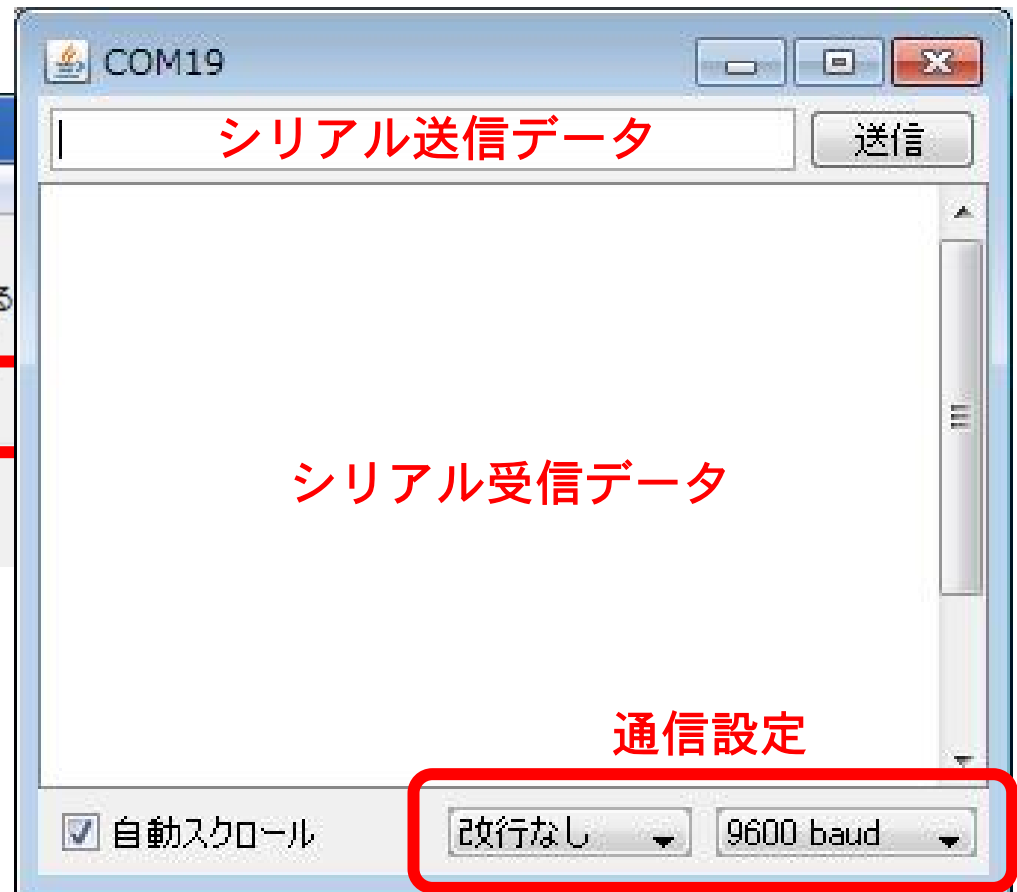 COM19
シリアル送信データ
送信
る
シリアル受信データ
通信設定
自動スクロール
改行なし
9600 baud